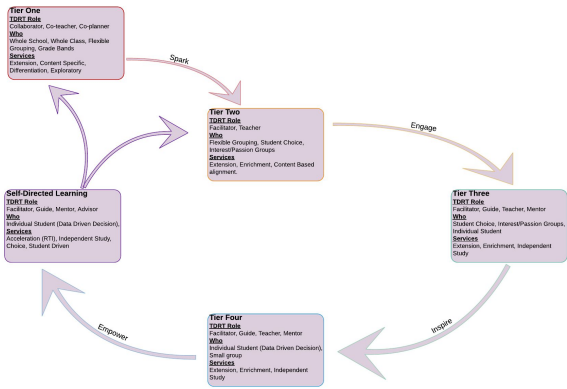 Tier One
TDRT Role
Collaborator, Co-teacher, Co-planner
Who
Whole School, Whole Class, Flexible
Grouping, Grade Bands
Services
Extension, Content Specific,
Differentiation, Exploratory
Spark
Tier Two
TDRT Role
Facilitator, Teacher
Who
Flexible Grouping, Student Choice,
Interest/Passion Groups
Services
Extension, Enrichment, Content Based
alignment.
Engage
Tier Three
TDRT Role
Facilitator, Guide, Teacher, Mentor
Who
Student Choice, Interest/Passion Groups,
Individual Student
Services
Extension, Enrichment, Independent
Study
Inspire
Tier Four
TDRT Role
Facilitator, Guide, Teacher, Mentor
Who
Individual Student (Data Driven Decision),
Small group
Services
Extension, Enrichment, Independent
Study
Empower
Self-Directed Learning
TDRT Role
Facilitator, Guide, Mentor, Advisor
Who
Individual Student (Data Driven Decision),
Services
Acceleration (RTI), Independent Study,
Choice, Student Driven